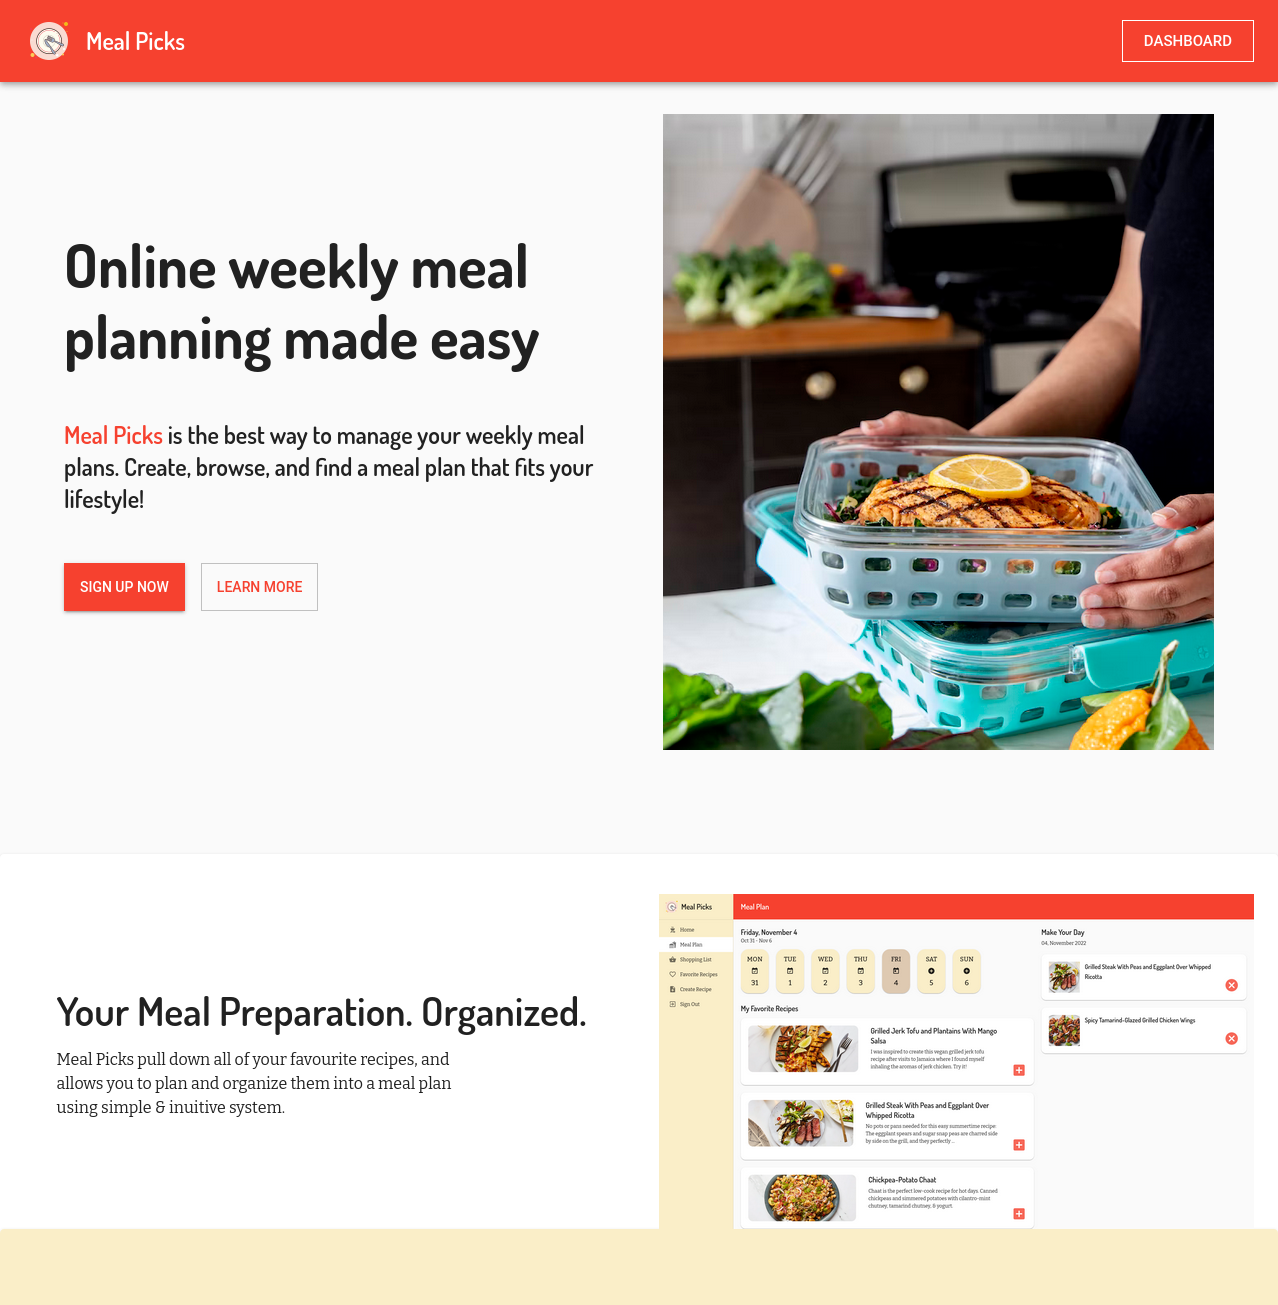 Meal Picks
DASHBOARD
Online weekly meal
planning made easy
Meal Picks is the best way to manage your weekly meal
plans. Create, browse, and find a meal plan that fits your
lifestyle!
SIGN UP NOW
LEARN MORE
Your Meal Preparation. Organized.
Meal Picks pull down all of your favourite recipes, and
allows you to plan and organize them into a meal plan
using simple & inuitive system.
Meal Picks
Home
Meal Plan
Shopping List
Favorite Recipes
Create Recipe
Sign Out
Meal Plan
Friday, November 4
Oct 31 - Nov 6
MON
31
TUE
1
WED
2
THU
3
FRI
4
SAT
5
SUN
6
My Favorite Recipes
Grilled Jerk Tofu and Plantains With Mango
Salsa
I was inspired to create this vegan grilled jerk tofu
recipe after visits to Jamaica where I found myself
inhaling the aromas of jerk chicken. Try it!
Grilled Steak With Peas and Eggplant Over
Whipped Ricotta
No pots or pans needed for this easy summertime recipe:
The eggplant spears and sugar snap peas are charred side
by side on the grill, and they perfectly ...
Chickpea-Potato Chaat
Chaat is the perfect low-cook recipe for hot days. Canned
chickpeas and simmered potatoes with cilantro-mint
chutney, tamarind chutney, & yogurt.
Make Your Day
04, November 2022
Grilled Steak With Peas and Eggplant Over Whipped
Ricotta
Spicy Tamarind-Glazed Grilled Chicken Wings